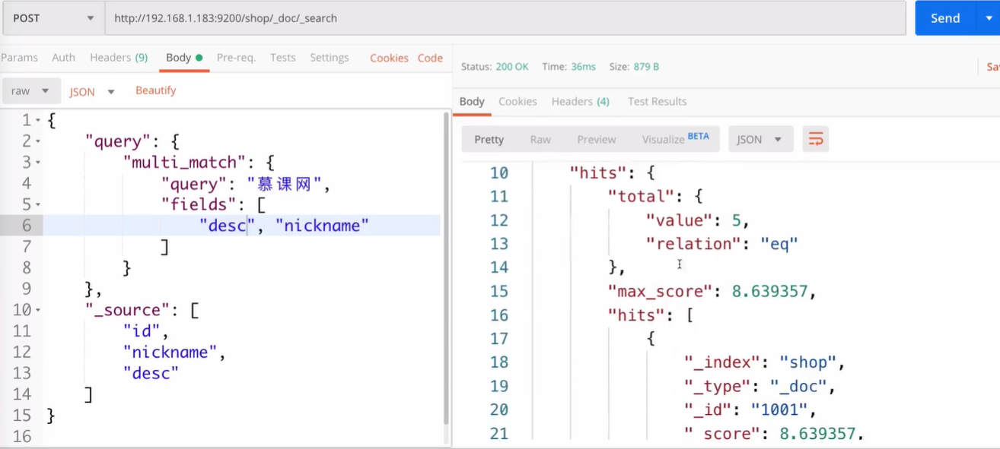 POST http://192.168.1.183:9200/shop/_doc/_search Send
Params Auth Headers (9) Body Pre-req. Tests Settings Cookies Code
raw JSON Beautify
1 {
2 "query": {
3 "multi_match": {
4 "query": "慕课网",
5 "fields": [
6 "desc", "nickname"
7 ]
8 }
9 },
10 "_source": [
11 "id",
12 "nickname",
13 "desc"
14 ]
15 }
16
Status: 200 OK Time: 36ms Size: 879 B
Body Cookies Headers (4) Test Results
Pretty Raw Preview Visualize BETA JSON
10 "hits": {
11 "total": {
12 "value": 5,
13 "relation": "eq"
14 },
15 "max_score": 8.639357,
16 "hits": [
17 {
18 "_index": "shop",
19 "_type": "_doc",
20 "_id": "1001",
21 "_score": 8.639357,